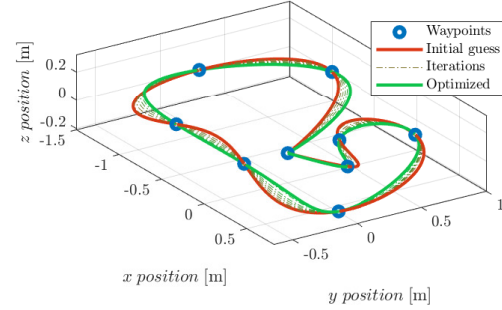 Waypoints
Initial guess
Iterations
Optimized
z position [m]
0.2
0
-0.2
-1.5
-1
-0.5
0
0.5
x position [m]
-0.5
0
0.5
1
y position [m]